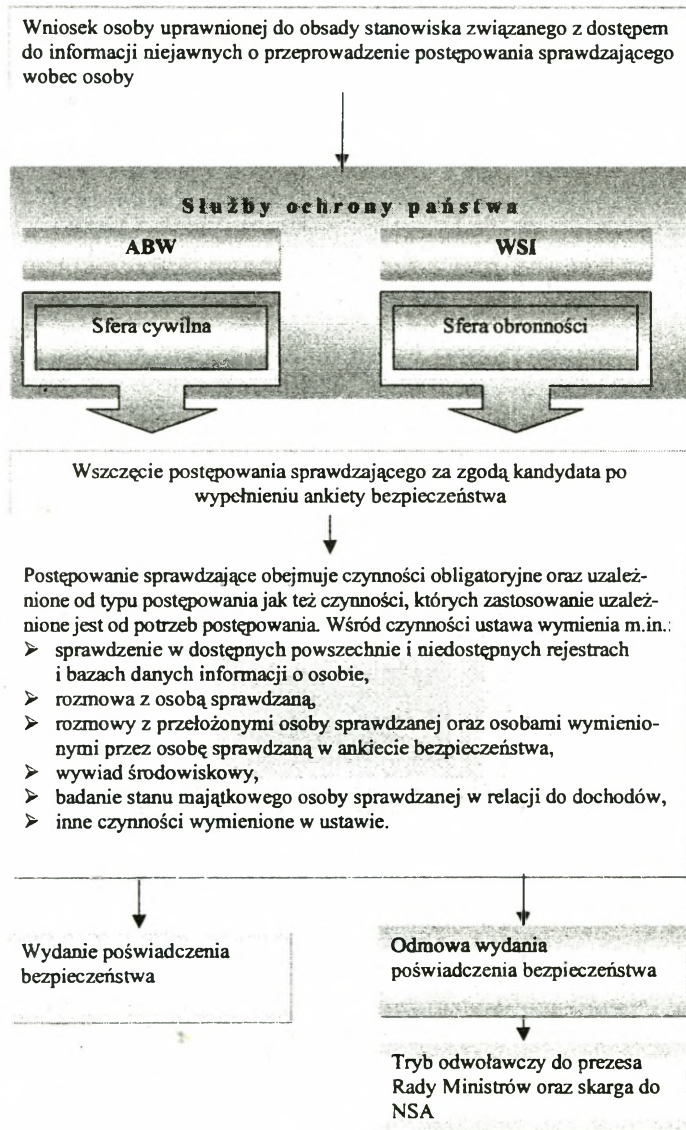 Wniosek osoby uprawnionej do obsady stanowiska związanego z dostępem
do informacji niejawnych o przeprowadzenie postępowania sprawdzającego
wobec osoby
Służby ochrony państwa
ABW
WSI
Sfera cywilna
Sfera obronności
Wszczęcie postępowania sprawdzającego za zgodą kandydata po
wypełnieniu ankiety bezpieczeństwa
Postępowanie sprawdzające obejmuje czynności obligatoryjne oraz uzależ-
nione od typu postępowania jak też czynności, których zastosowanie uzależ-
nione jest od potrzeb postępowania. Wśród czynności ustawa wymienia m.in.:
➢ sprawdzenie w dostępnych powszechnie i niedostępnych rejestrach
i bazach danych informacji o osobie,
➢ rozmowa z osobą sprawdzaną,
➢ rozmowy z przełożonymi osoby sprawdzanej oraz osobami wymienio-
nymi przez osobę sprawdzaną w ankiecie bezpieczeństwa,
➢ wywiad środowiskowy,
➢ badanie stanu majątkowego osoby sprawdzanej w relacji do dochodów,
➢ inne czynności wymienione w ustawie.
Wydanie poświadczenia
bezpieczeństwa
Odmowa wydania
poświadczenia bezpieczeństwa
Tryb odwoławczy do prezesa
Rady Ministrów oraz skarga do
NSA